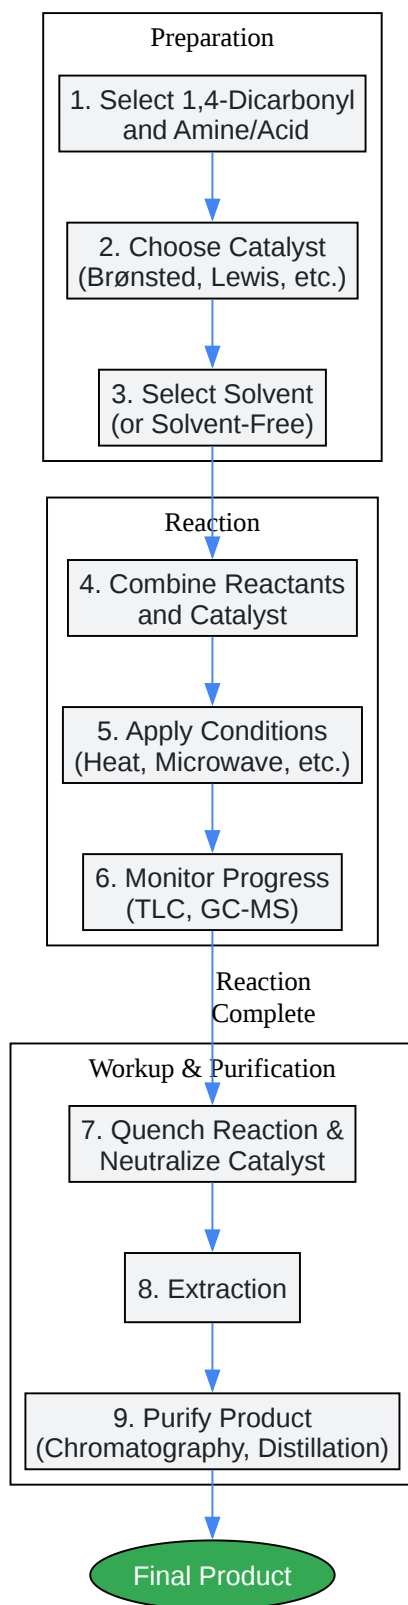 Preparation
1. Select 1,4-Dicarbonyl
and Amine/Acid
2. Choose Catalyst
(Brønsted, Lewis, etc.)
3. Select Solvent
(or Solvent-Free)
Reaction
4. Combine Reactants
and Catalyst
5. Apply Conditions
(Heat, Microwave, etc.)
6. Monitor Progress
(TLC, GC-MS)
Reaction
Complete
Workup & Purification
7. Quench Reaction &
Neutralize Catalyst
8. Extraction
9. Purify Product
(Chromatography, Distillation)
Final Product